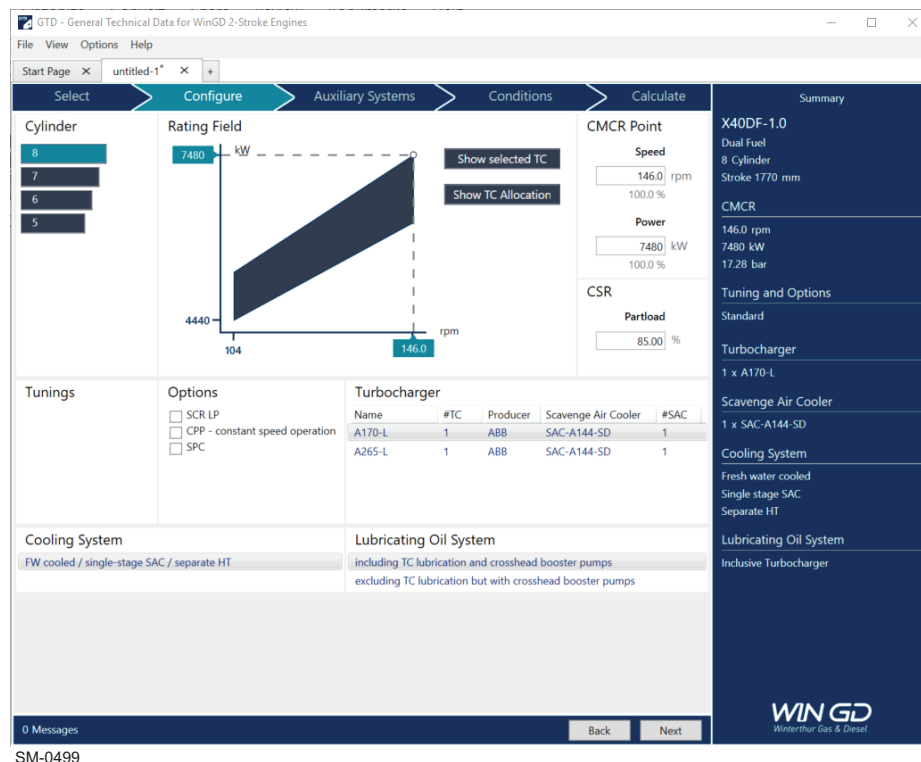 GTD - General Technical Data for WinGD 2-Stroke Engines
File View Options Help
Start Page × untitled-1* × +
Select Configure Auxiliary Systems Conditions Calculate
Cylinder
8
7
6
5
Rating Field
7480 kW
4440
104
146.0
rpm
Show selected TC
Show TC Allocation
CMCR Point
Speed
146.0 rpm
100.0 %
Power
7480 kW
100.0 %
CSR
Partload
85.00 %
Tunings
Options
SCR LP
CPP - constant speed operation
SPC
Turbocharger
Name #TC Producer Scavenge Air Cooler #SAC
A170-L 1 ABB SAC-A144-SD 1
A265-L 1 ABB SAC-A144-SD 1
Cooling System
FW cooled / single-stage SAC / separate HT
Lubricating Oil System
including TC lubrication and crosshead booster pumps
excluding TC lubrication but with crosshead booster pumps
Summary
X40DF-1.0
Dual Fuel
8 Cylinder
Stroke 1770 mm
CMCR
146.0 rpm
7480 kW
17.28 bar
Tuning and Options
Standard
Turbocharger
1 x A170-L
Scavenge Air Cooler
1 x SAC-A144-SD
Cooling System
Fresh water cooled
Single stage SAC
Separate HT
Lubricating Oil System
Inclusive Turbocharger
WIN GD
Winterthur Gas & Diesel
0 Messages
Back Next
SM-0499